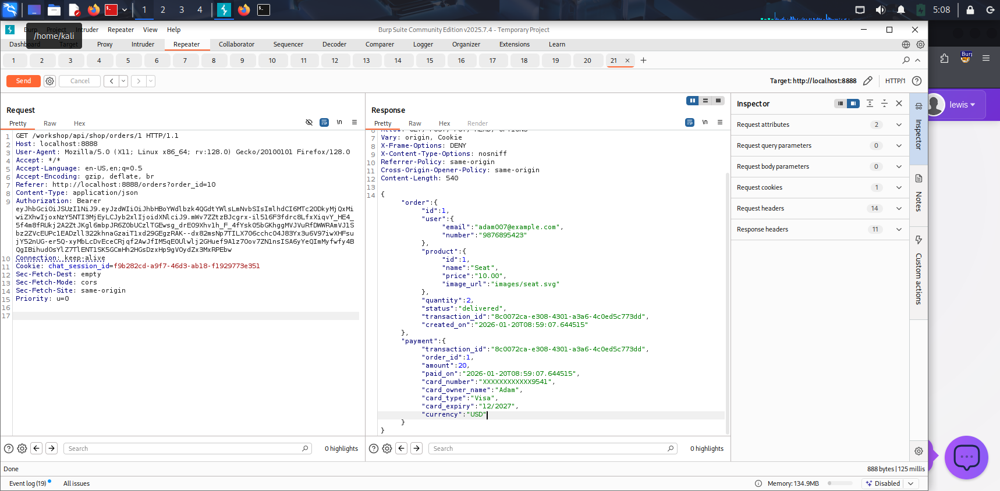 1 2 3 4 5:08
Burp Project Intruder Repeater View Help Burp Suite Community Edition v2025.7.4 - Temporary Project
/home/kali
Dashboard Target Proxy Intruder Repeater Collaborator Sequencer Decoder Comparer Logger Organizer Extensions Learn
1 2 3 4 5 6 7 8 9 10 11 12 13 14 15 16 17 18 19 20 21 × +
Send Cancel < > Target: http://localhost:8888 HTTP/1
Request
Pretty Raw Hex \n
1 GET /workshop/api/shop/orders/1 HTTP/1.1
2 Host: localhost:8888
3 User-Agent: Mozilla/5.0 (X11; Linux x86_64; rv:128.0) Gecko/20100101 Firefox/128.0
4 Accept: */*
5 Accept-Language: en-US,en;q=0.5
6 Accept-Encoding: gzip, deflate, br
7 Referer: http://localhost:8888/orders?order_id=10
8 Content-Type: application/json
9 Authorization: Bearer
10 Connection: keep-alive
11 Cookie: chat_session_id=f9b282cd-a9f7-46d3-ab18-f1929773e351
12 Sec-Fetch-Dest: empty
13 Sec-Fetch-Mode: cors
14 Sec-Fetch-Site: same-origin
15 Priority: u=0
16
17
Search 0 highlights
Response
Pretty Raw Hex Render \n
6 Allow: GET, POST, PUT, HEAD, OPTIONS
7 Vary: origin, Cookie
8 X-Frame-Options: DENY
9 X-Content-Type-Options: nosniff
10 Referrer-Policy: same-origin
11 Cross-Origin-Opener-Policy: same-origin
12 Content-Length: 540
13
14 {
"order":{
"id":1,
"user":{
"email":"adam007@example.com",
"number":"9876895423"
},
"product":{
"id":1,
"name":"Seat",
"price":"10.00",
"image_url":"images/seat.svg"
},
"quantity":2,
"status":"delivered",
"transaction_id":"8c0072ca-e308-4301-a3a6-4c0ed5c773dd",
"created_on":"2026-01-20T08:59:07.644515"
},
"payment":{
"transaction_id":"8c0072ca-e308-4301-a3a6-4c0ed5c773dd",
"order_id":1,
"amount":20,
"paid_on":"2026-01-20T08:59:07.644515",
"card_number":"XXXXXXXXXXXX9541",
"card_owner_name":"Adam",
"card_type":"Visa",
"card_expiry":"12/2027",
"currency":"USD"
}
}
Search 0 highlights
Inspector
Request attributes 2
Request query parameters 0
Request body parameters 0
Request cookies 1
Request headers 14
Response headers 11
Inspector
Notes
Custom actions
Burp
lewis
Done 888 bytes | 125 millis
Event log (19) All issues Memory: 134.9MB Disabled